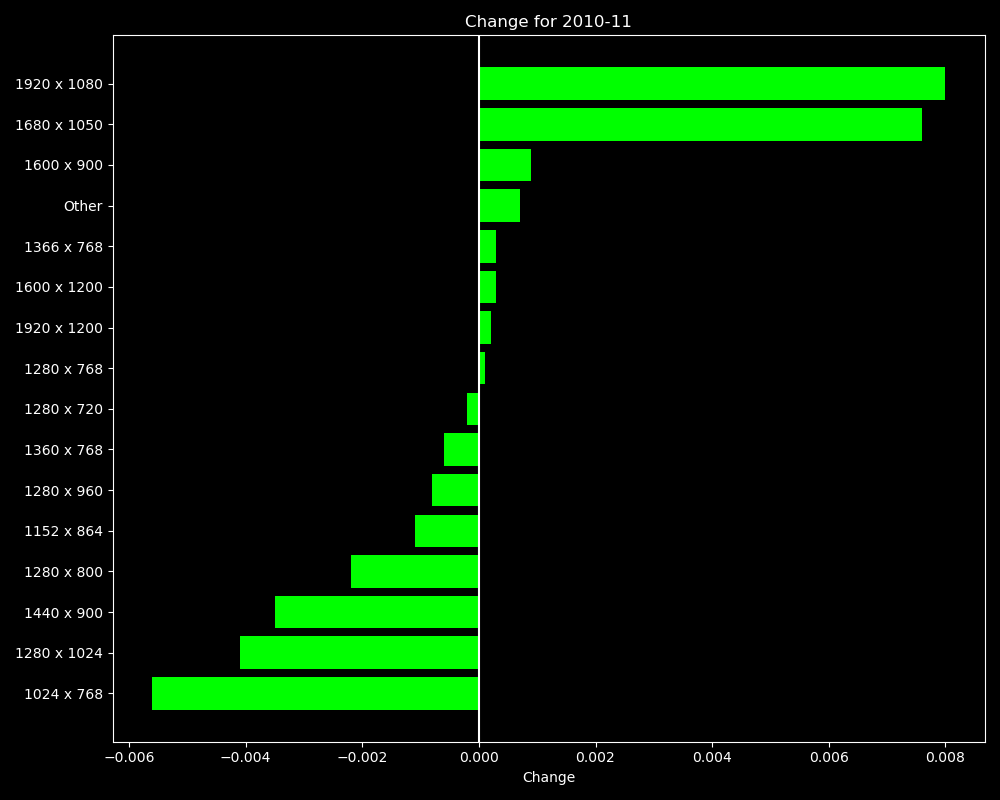 Change for 2010-11
1920 x 1080
1680 x 1050
1600 x 900
Other
1366 x 768
1600 x 1200
1920 x 1200
1280 x 768
1280 x 720
1360 x 768
1280 x 960
1152 x 864
1280 x 800
1440 x 900
1280 x 1024
1024 x 768
−0.006 −0.004 −0.002 0.000 0.002 0.004 0.006 0.008
Change